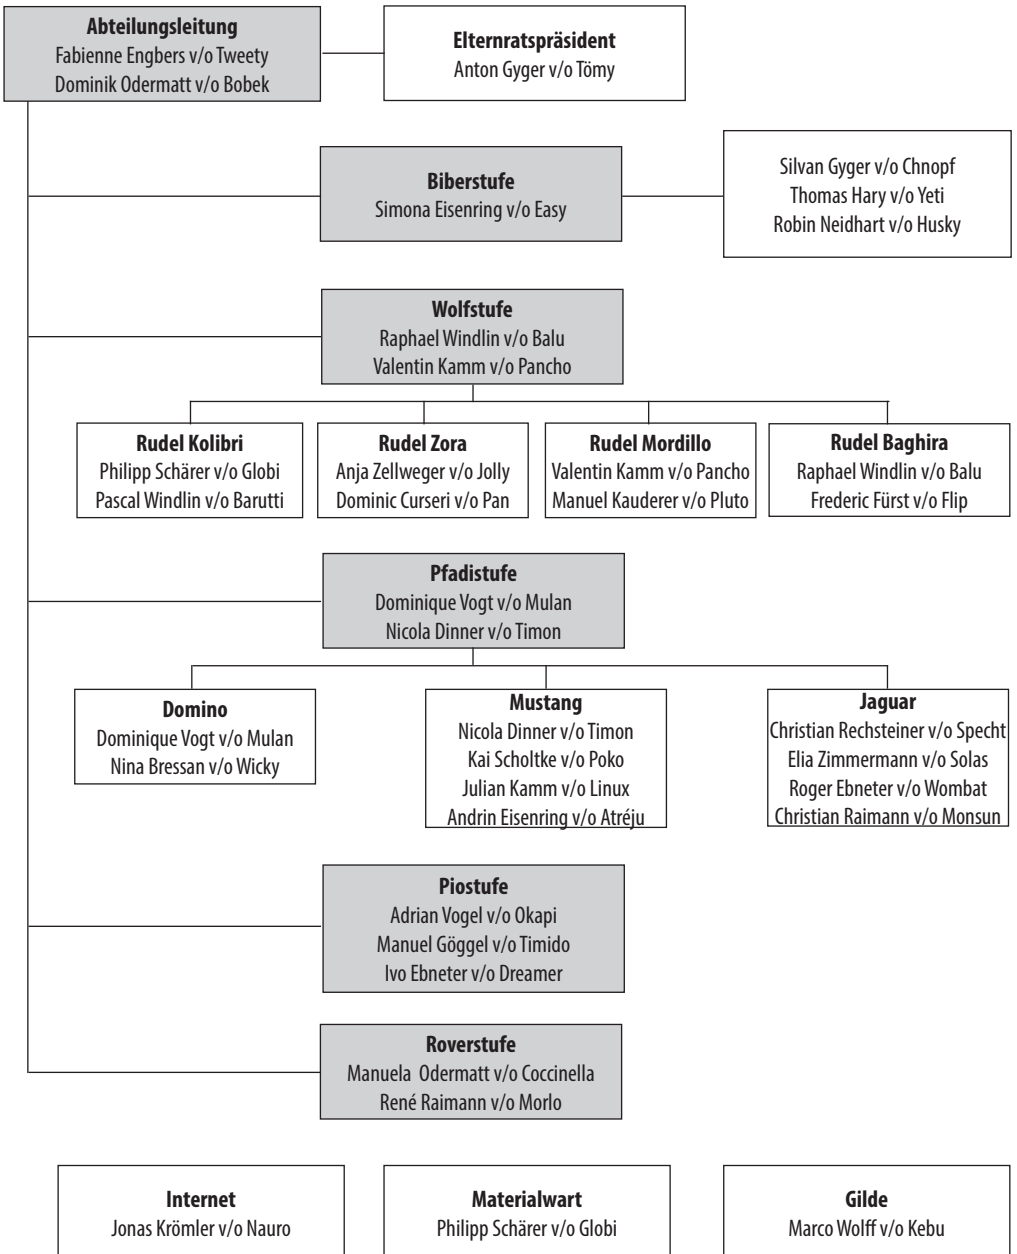 Abteilungsleitung
Fabienne Engbers v/o Tweety
Dominik Odermatt v/o Bobek
Elternratspräsident
Anton Gyger v/o Tömy
Biberstufe
Simona Eisenring v/o Easy
Silvan Gyger v/o Chnopf
Thomas Hary v/o Yeti
Robin Neidhart v/o Husky
Wolfstufe
Raphael Windlin v/o Balu
Valentin Kamm v/o Pancho
Rudel Kolibri
Philipp Schärer v/o Globi
Pascal Windlin v/o Barutti
Rudel Zora
Anja Zellweger v/o Jolly
Dominic Curseri v/o Pan
Rudel Mordillo
Valentin Kamm v/o Pancho
Manuel Kauderer v/o Pluto
Rudel Baghira
Raphael Windlin v/o Balu
Frederic Fürst v/o Flip
Pfadistufe
Dominique Vogt v/o Mulan
Nicola Dinner v/o Timon
Domino
Dominique Vogt v/o Mulan
Nina Bressan v/o Wicky
Mustang
Nicola Dinner v/o Timon
Kai Scholtke v/o Poko
Julian Kamm v/o Linux
Andrin Eisenring v/o Atréju
Jaguar
Christian Rechsteiner v/o Specht
Elia Zimmermann v/o Solas
Roger Ebneter v/o Wombat
Christian Raimann v/o Monsun
Piostufe
Adrian Vogel v/o Okapi
Manuel Göggel v/o Timido
Ivo Ebneter v/o Dreamer
Roverstufe
Manuela Odermatt v/o Coccinella
René Raimann v/o Morlo
Internet
Jonas Krömler v/o Nauro
Materialwart
Philipp Schärer v/o Globi
Gilde
Marco Wolff v/o Kebu